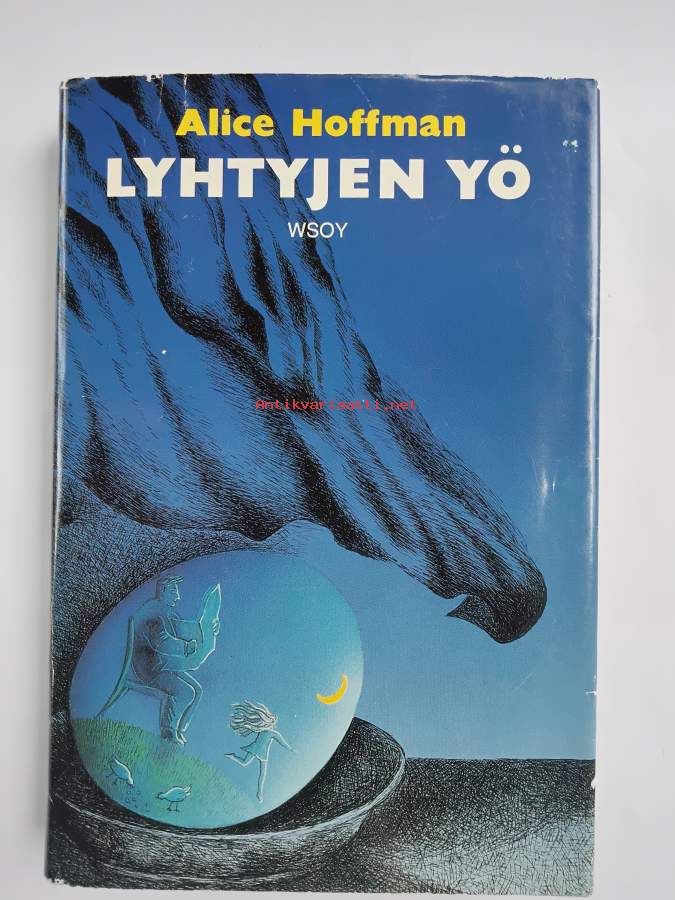 Alice Hoffman
LYHTYJEN YÖ
WSOY
Antikvariaatti.net